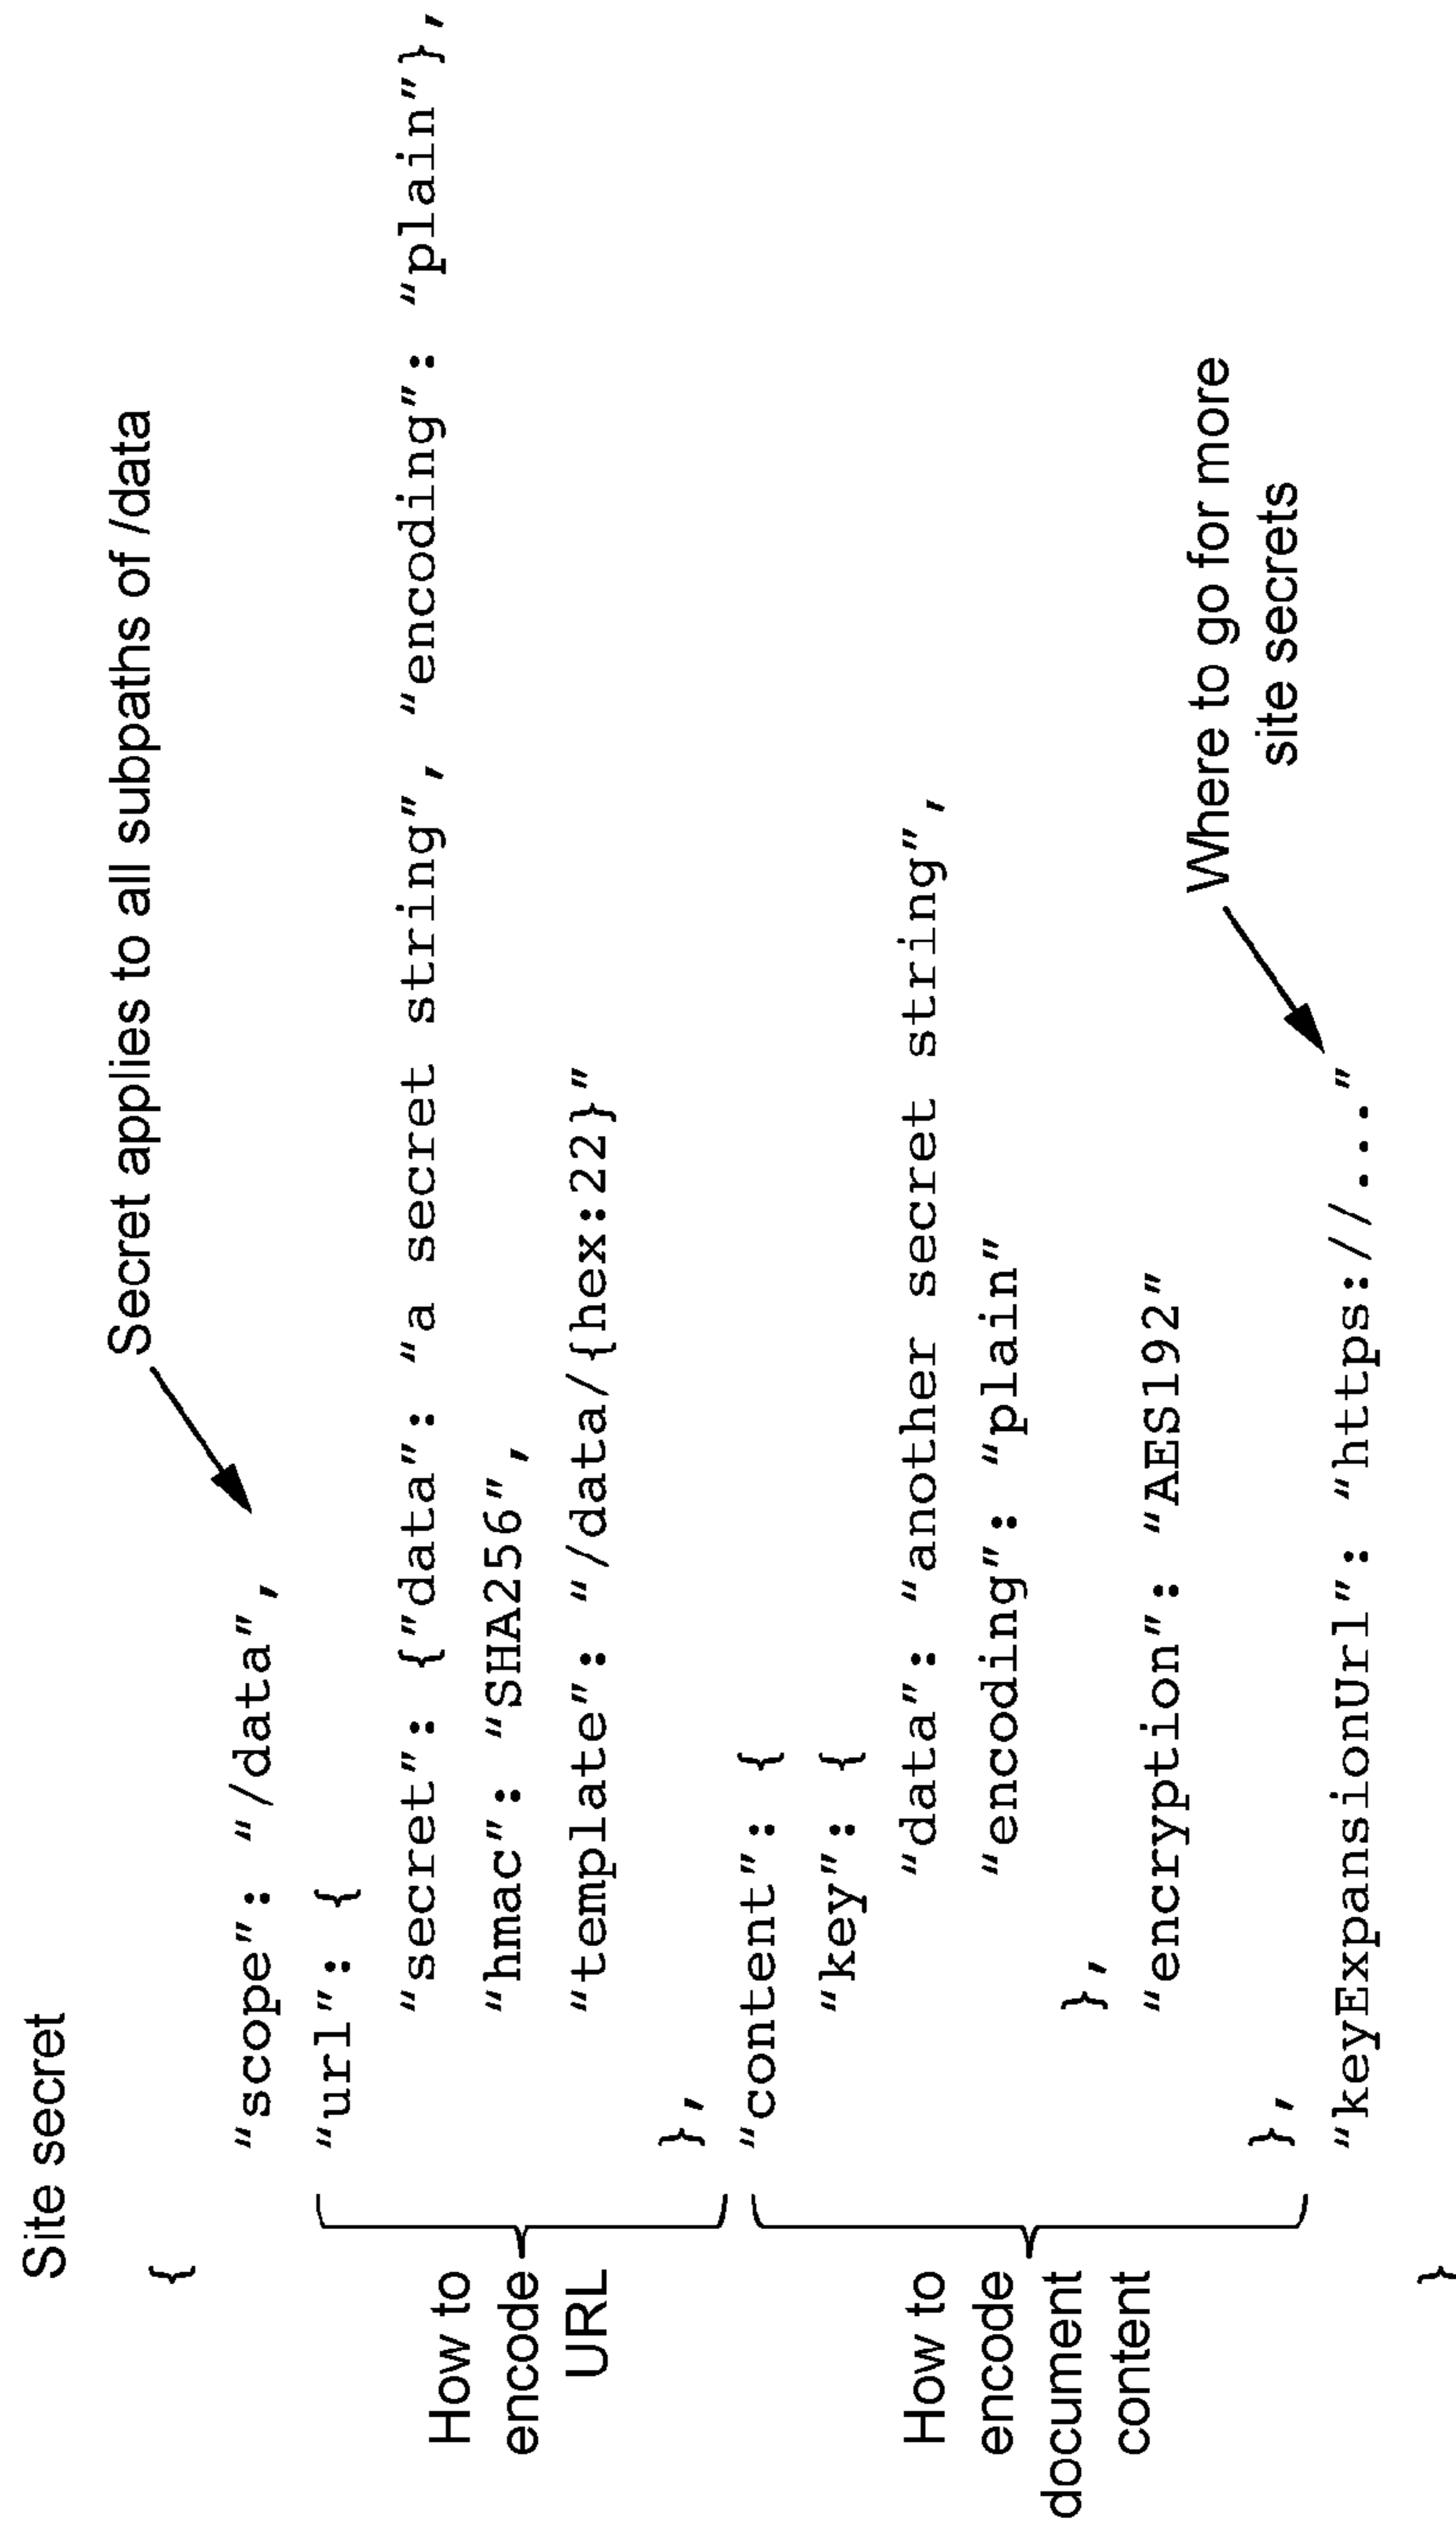 Site secret
Secret applies to all subpaths of /data
{
“scope”: “/data”,
“url”: {
“secret”: {“data”: “a secret string”, “encoding”: “plain”},
“hmac”: “SHA256”,
“template”: “/data/{hex:22}”
},
How to
encode
URL
“content”: {
“key”: {
“data”: “another secret string”,
“encoding”: “plain”
},
“encryption”: “AES192”
},
How to
encode
document
content
Where to go for more
site secrets
“keyExpansionUrl”: “https://...”
}